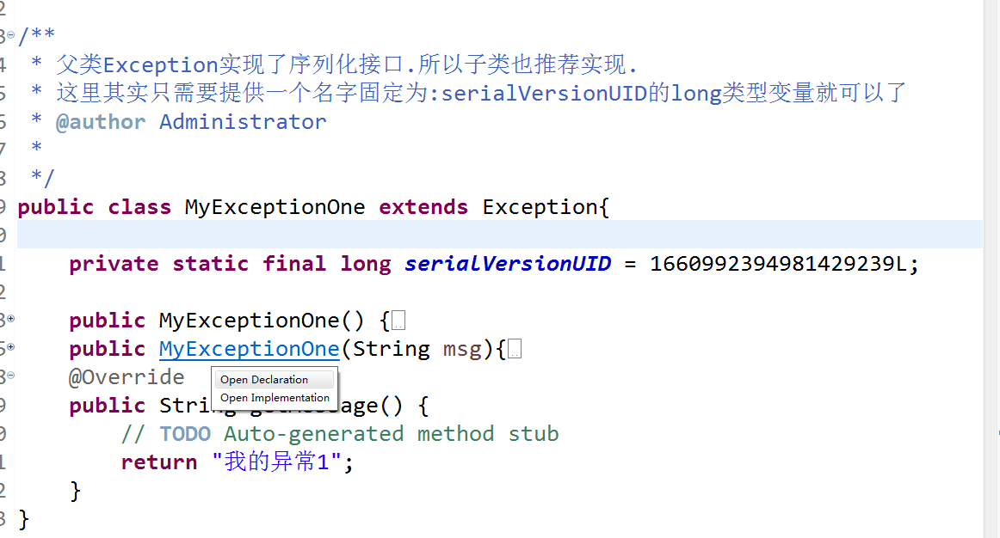 /**
 * 父类Exception实现了序列化接口.所以子类也推荐实现.
 * 这里其实只需要提供一个名字固定为:serialVersionUID的long类型变量就可以了
 * @author Administrator
 *
 */
public class MyExceptionOne extends Exception{
private static final long serialVersionUID = 1660992394981429239L;
public MyExceptionOne() {
public MyExceptionOne(String msg){
@Override
Open Declaration
Open Implementation
public String getMessage() {
// TODO Auto-generated method stub
return "我的异常1";
}
}